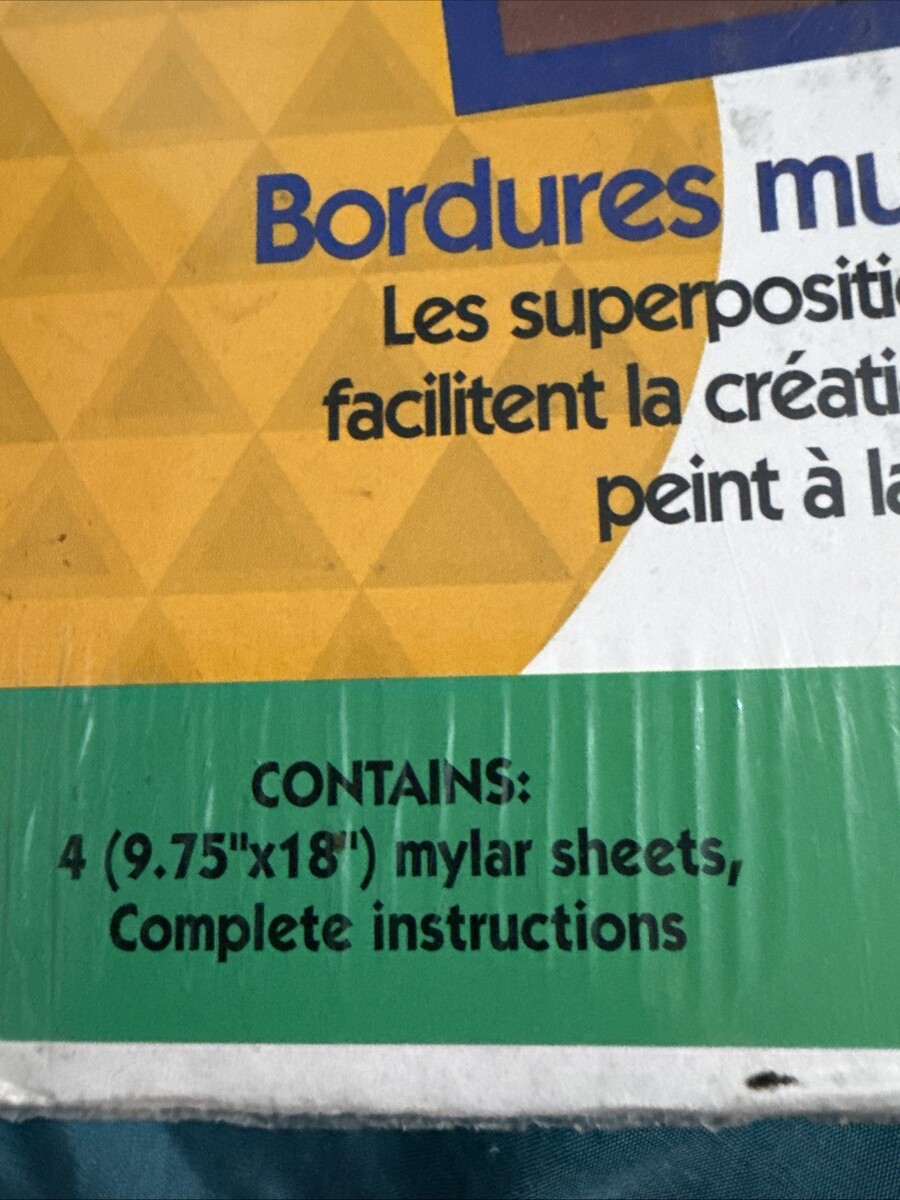 Bordures mu
Les superpositi
facilitent la créati
peint à la
CONTAINS:
4 (9.75"x18") mylar sheets,
Complete instructions